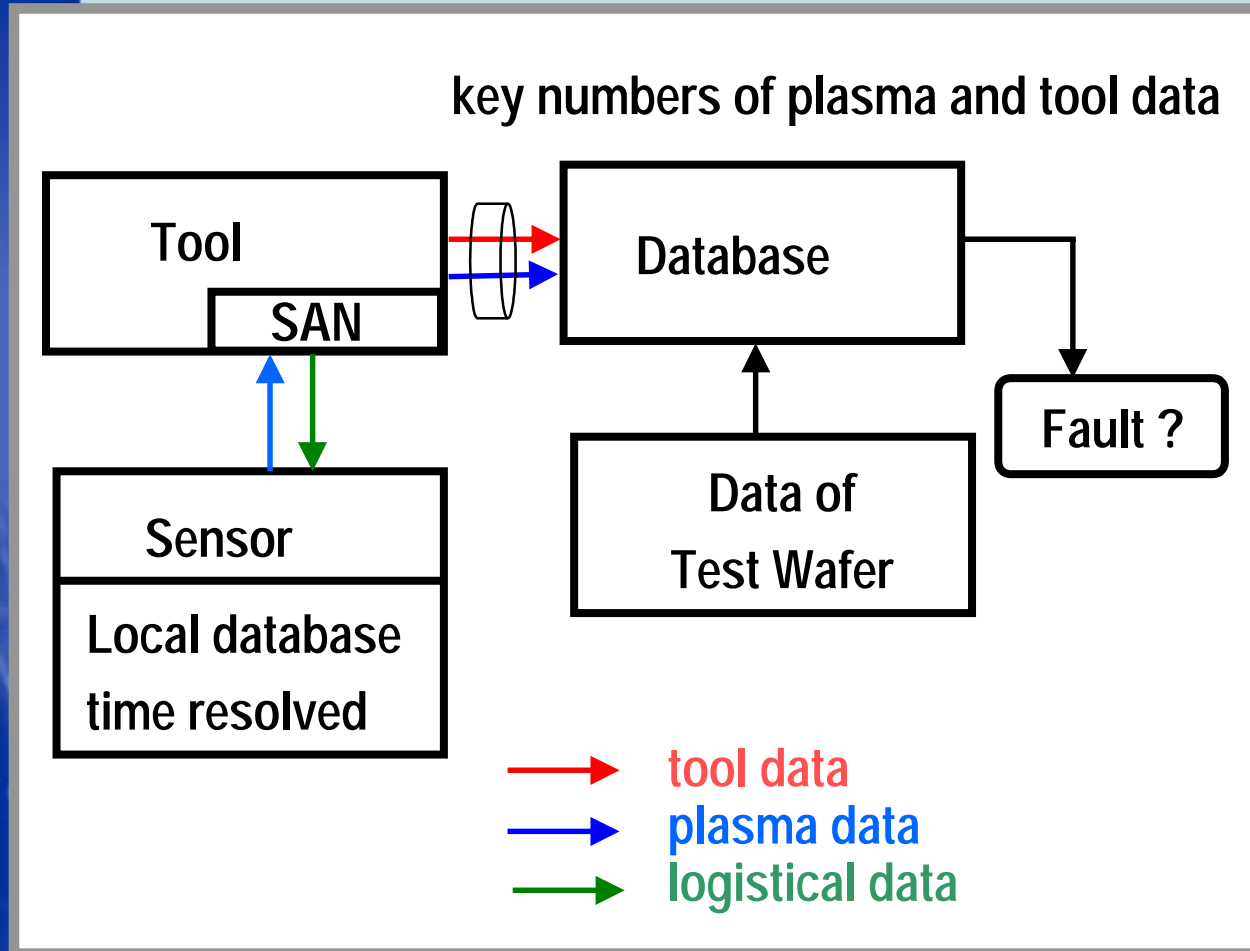 key numbers of plasma and tool data
Tool
SAN
Database
Fault ?
Sensor
Local database
time resolved
Data of
Test Wafer
tool data
plasma data
logistical data